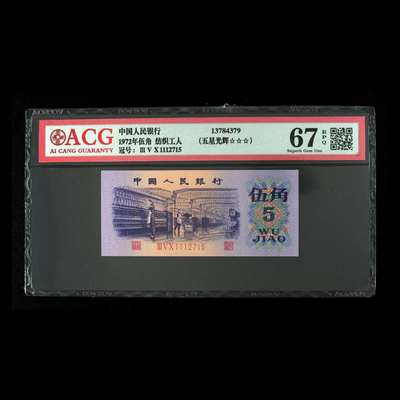 ACG
AI CANG GUARANTY
中国人民银行
1972年伍角 纺织工人
冠号: III V X 1112715
13784379
(五星光辉☆☆☆)
67 EPQ
Superb Gem Unc
中国人民银行
伍角
5
WU
JIAO
III V X 1112715